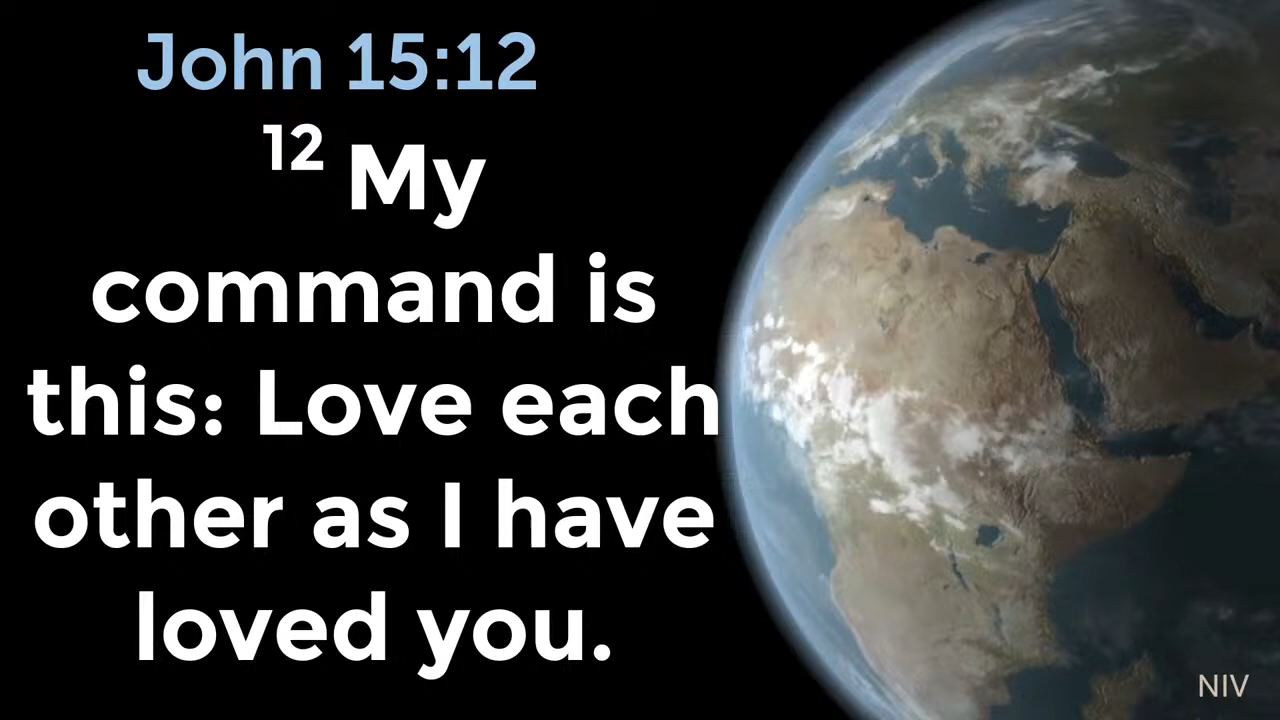 John 15:12
12 My
command is
this: Love each
other as I have
loved you.
NIV